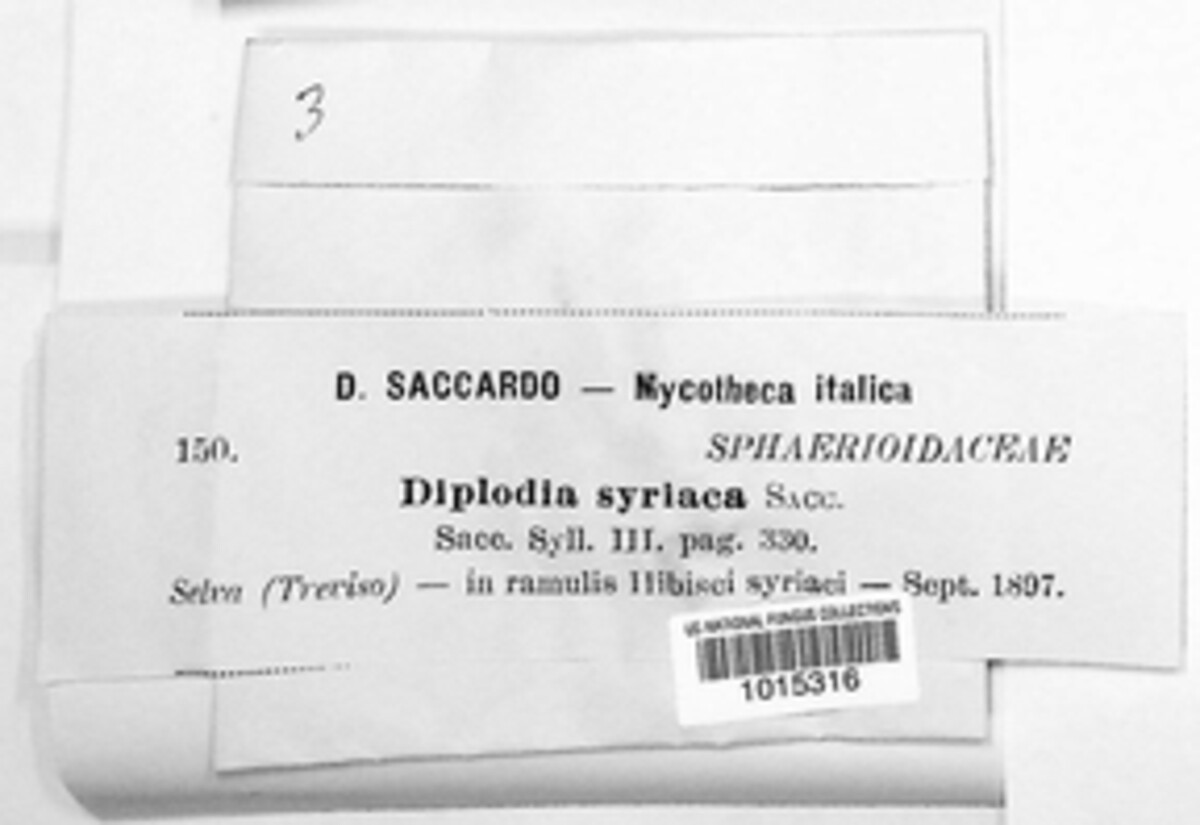 3
D. SACCARDO — Mycotheca italica
150. SPHAERIOIDACEAE
Diplodia syriaca SACC.
Sacc. Syll. III. pag. 330.
Selva (Treviso) — in ramulis Hibisci syriaci — Sept. 1897.
US NATIONAL FUNGUS COLLECTIONS
1015316